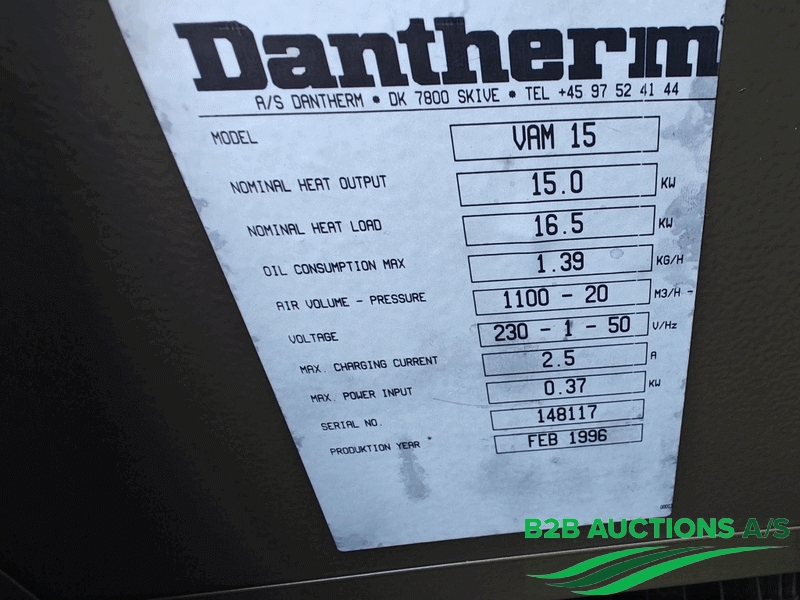 Dantherm
A/S DANTHERM • DK 7800 SKIVE • TEL +45 97 52 41 44
MODEL VAM 15
NOMINAL HEAT OUTPUT 15.0 KW
NOMINAL HEAT LOAD 16.5 KW
OIL CONSUMPTION MAX 1.39 KG/H
AIR VOLUME - PRESSURE 1100 - 20 M3/H -
VOLTAGE 230 - 1 - 50 V/Hz
MAX. CHARGING CURRENT 2.5 A
MAX. POWER INPUT 0.37 KW
SERIAL NO. 148117
PRODUKTION YEAR FEB 1996
B2B AUCTIONS A/S